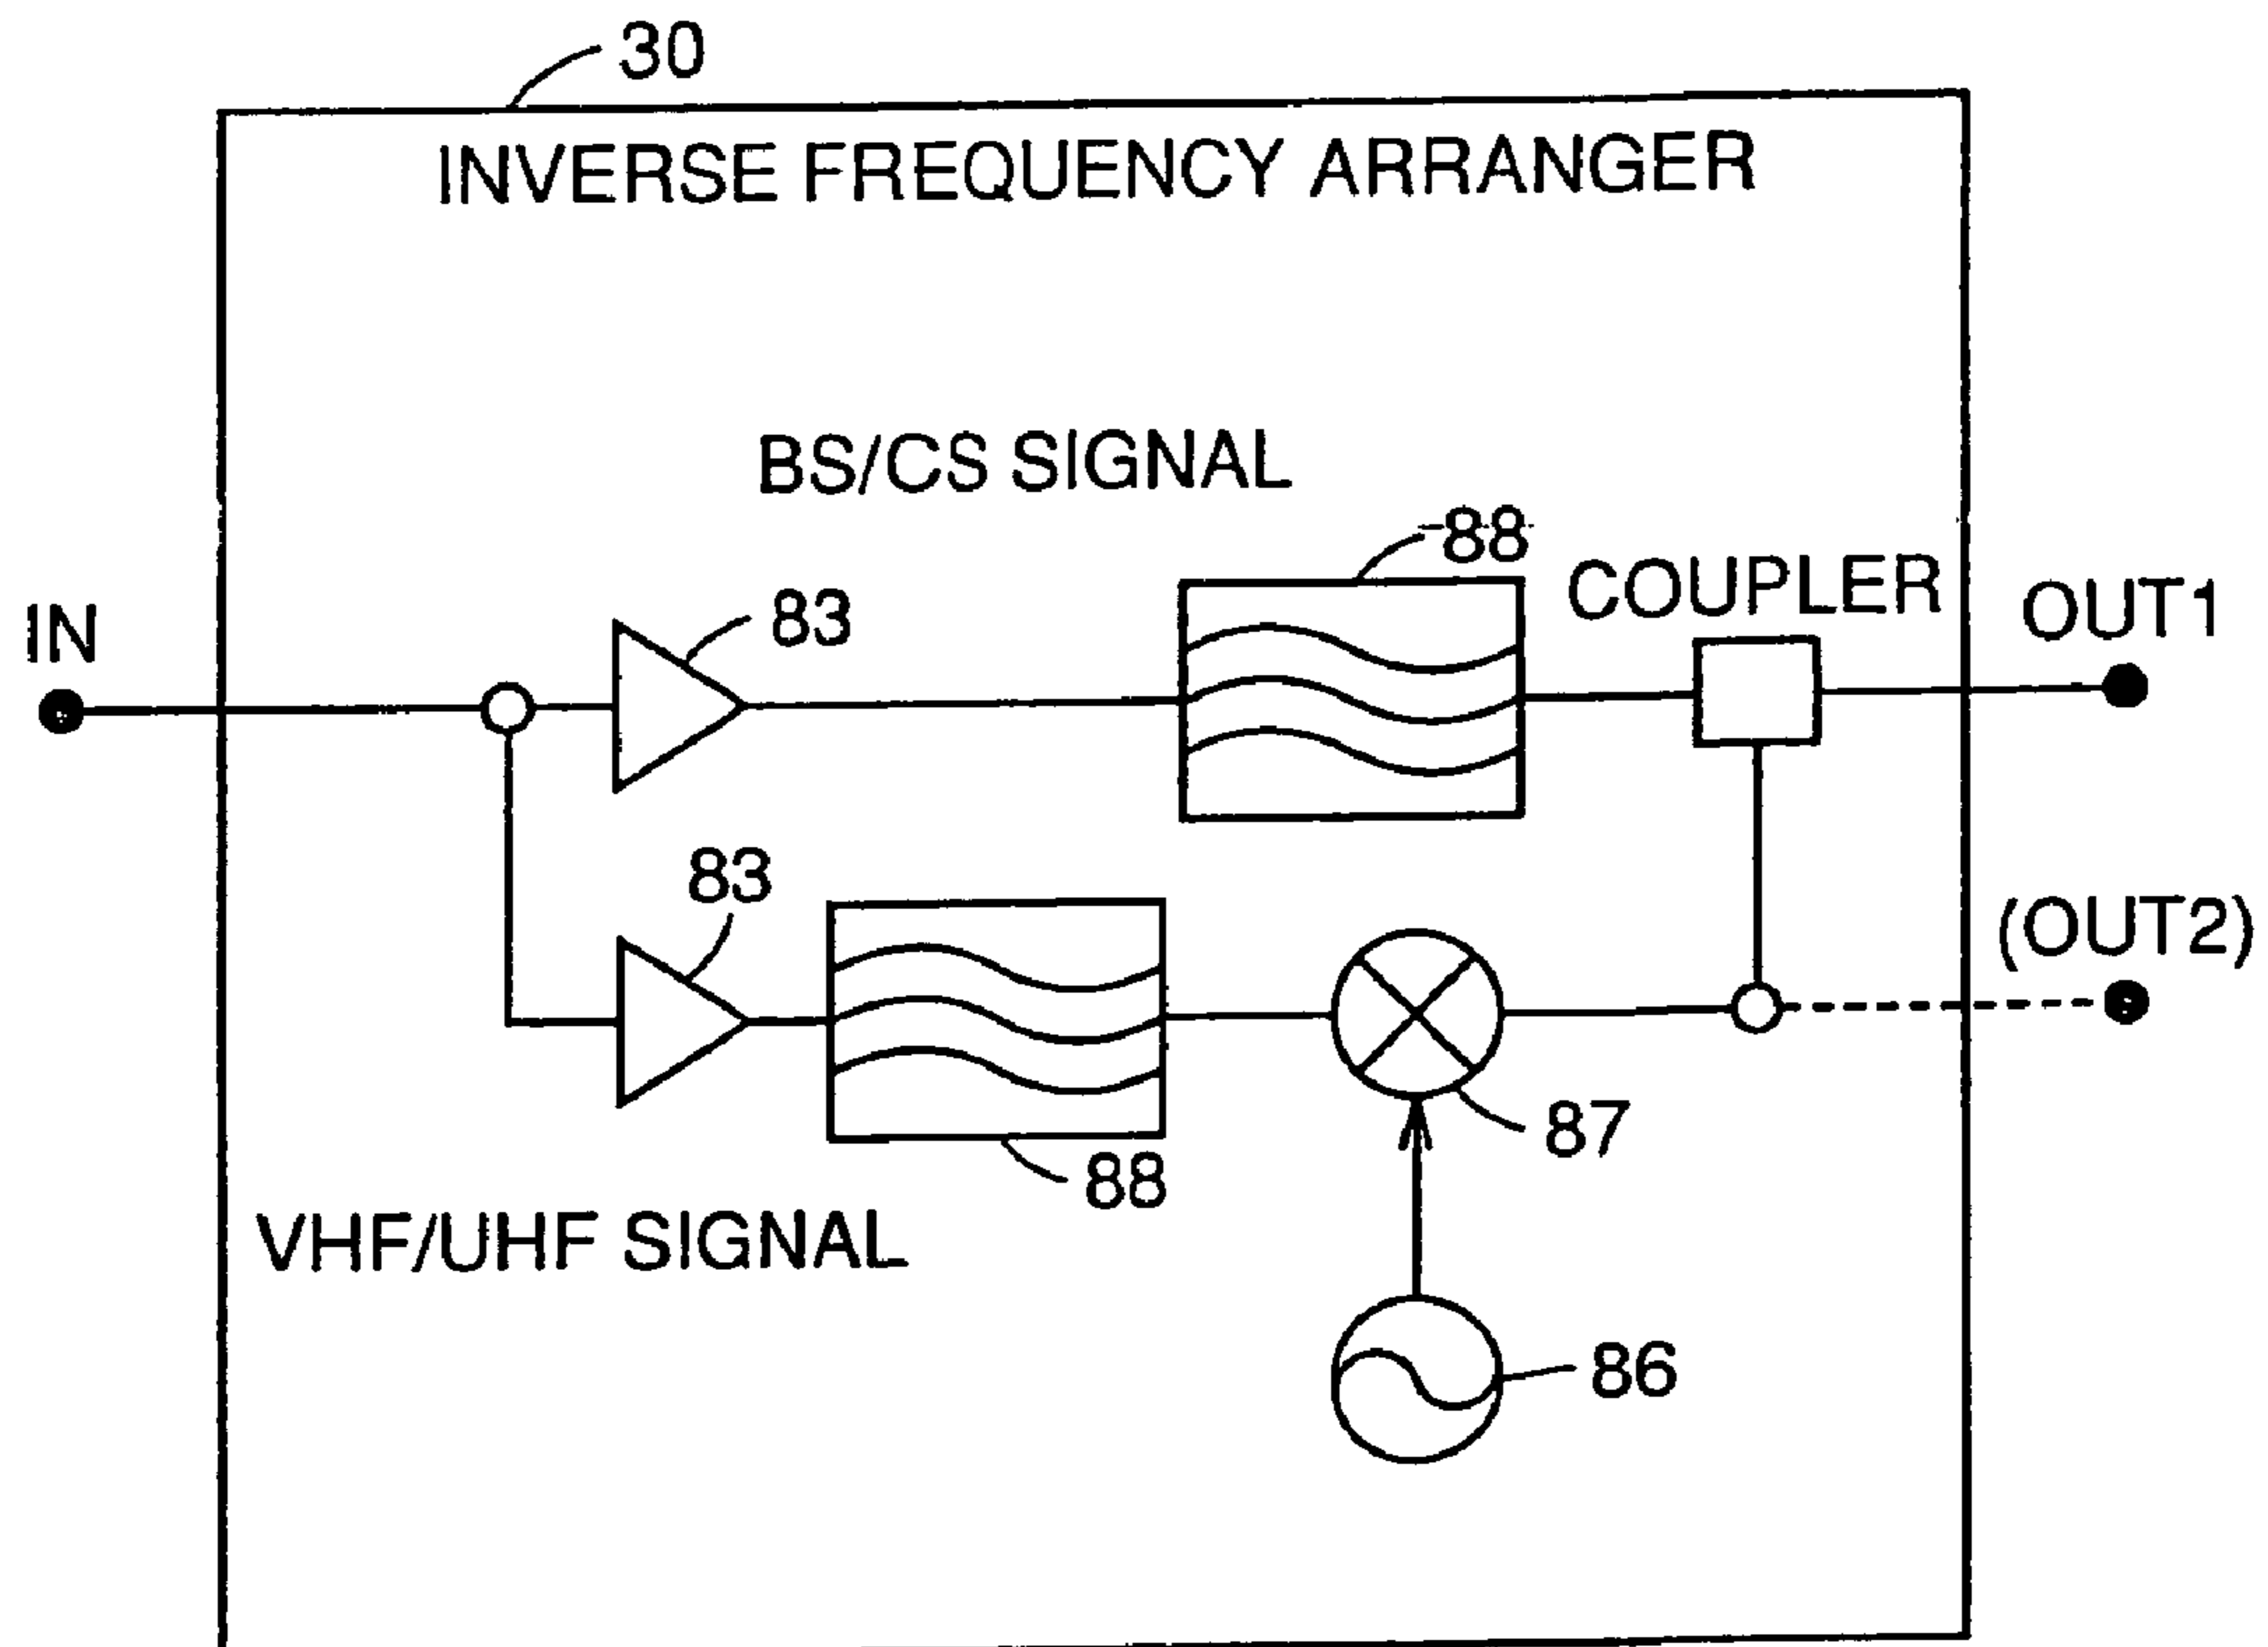 30
INVERSE FREQUENCY ARRANGER
BS/CS SIGNAL
88
COUPLER
OUT1
IN
83
83
(OUT2)
87
88
VHF/UHF SIGNAL
86